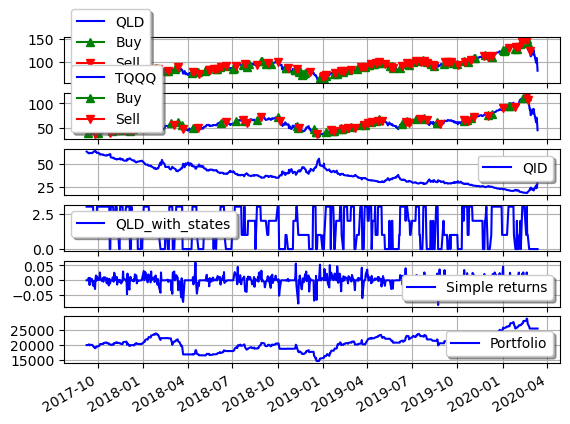 QLD
Buy
Sell
150
100
TQQQ
Buy
Sell
100
50
QID
50
25
QLD_with_states
2.5
0.0
Simple returns
0.05
0.00
−0.05
Portfolio
25000
20000
15000
2017-10
2018-01
2018-04
2018-07
2018-10
2019-01
2019-04
2019-07
2019-10
2020-01
2020-04